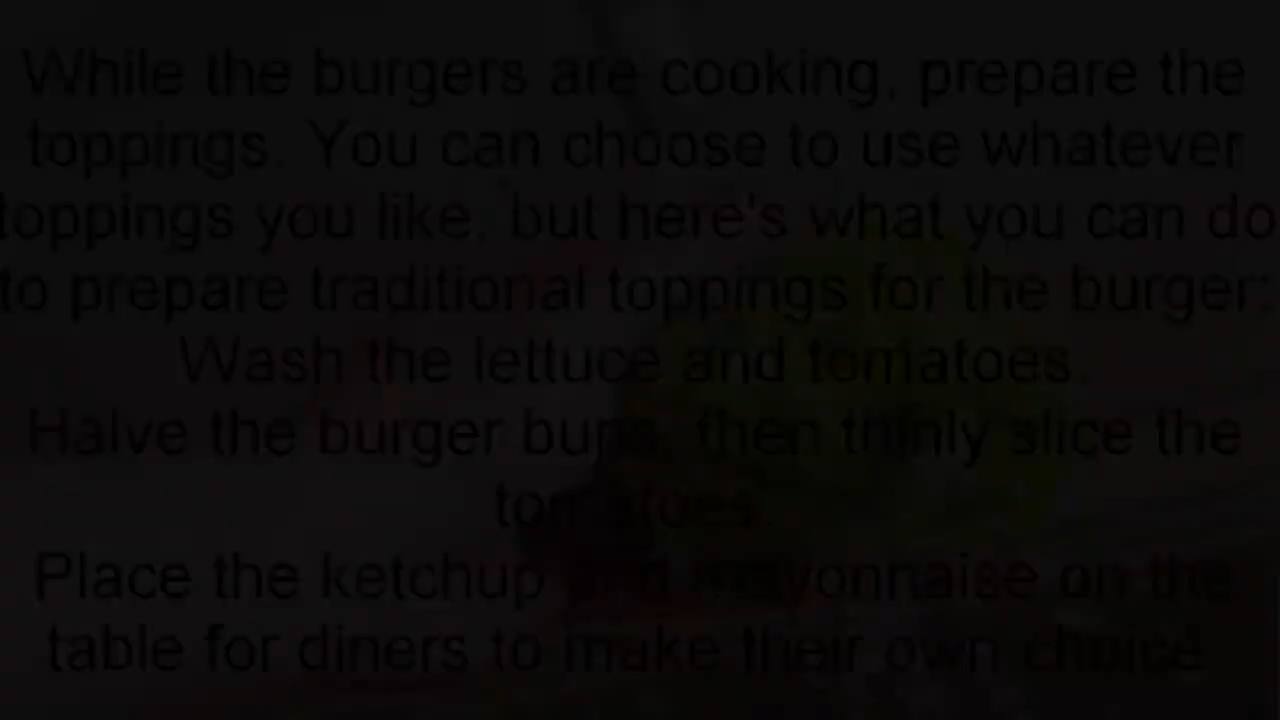 While the burgers are cooking, prepare the
toppings. You can choose to use whatever
toppings you like, but here's what you can do
to prepare traditional toppings for the burger:
Wash the lettuce and tomatoes.
Halve the burger buns, then thinly slice the
tomatoes.
Place the ketchup and mayonnaise on the
table for diners to make their own choice